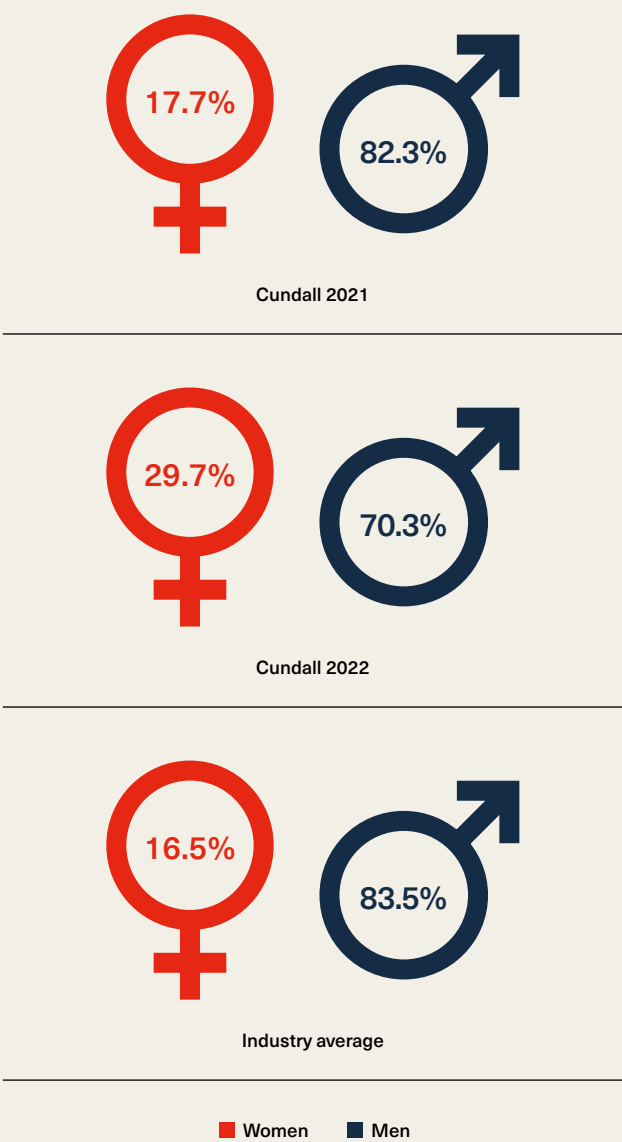 17.7%
82.3%
Cundall 2021
29.7%
70.3%
Cundall 2022
16.5%
83.5%
Industry average
Women Men